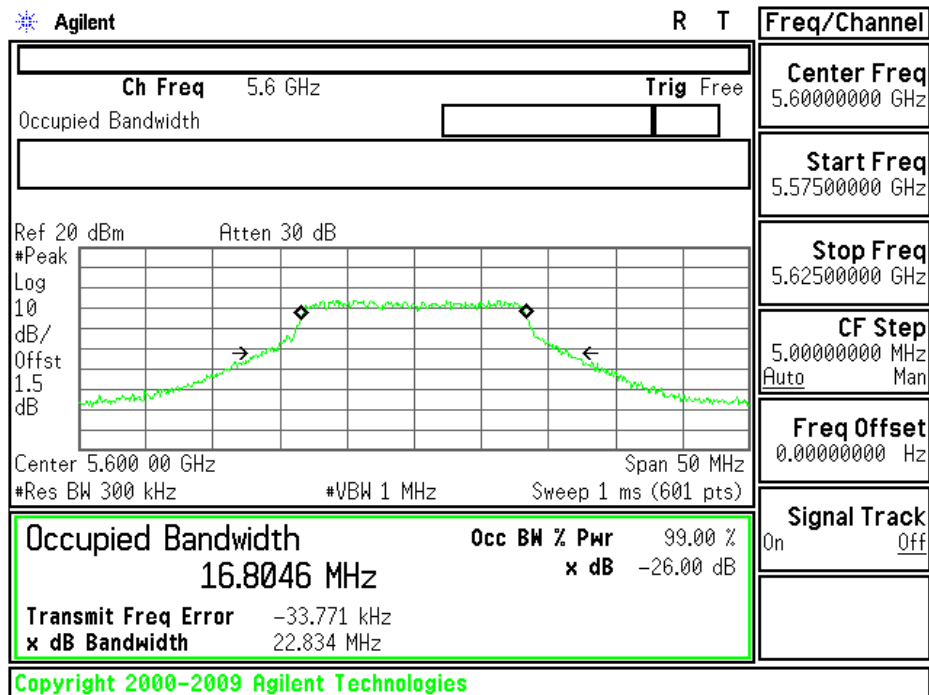 Agilent R T
Freq/Channel
Ch Freq 5.6 GHz Trig Free
Occupied Bandwidth
Center Freq
5.60000000 GHz
Start Freq
5.57500000 GHz
Stop Freq
5.62500000 GHz
CF Step
5.00000000 MHz
Auto Man
Freq Offset
0.00000000 Hz
Signal Track
On Off
Ref 20 dBm Atten 30 dB
#Peak
Log
10
dB/
Offst
1.5
dB
Center 5.600 00 GHz Span 50 MHz
#Res BW 300 kHz #VBW 1 MHz Sweep 1 ms (601 pts)
Occupied Bandwidth Occ BW % Pwr 99.00 %
16.8046 MHz x dB -26.00 dB
Transmit Freq Error -33.771 kHz
x dB Bandwidth 22.834 MHz
Copyright 2000-2009 Agilent Technologies